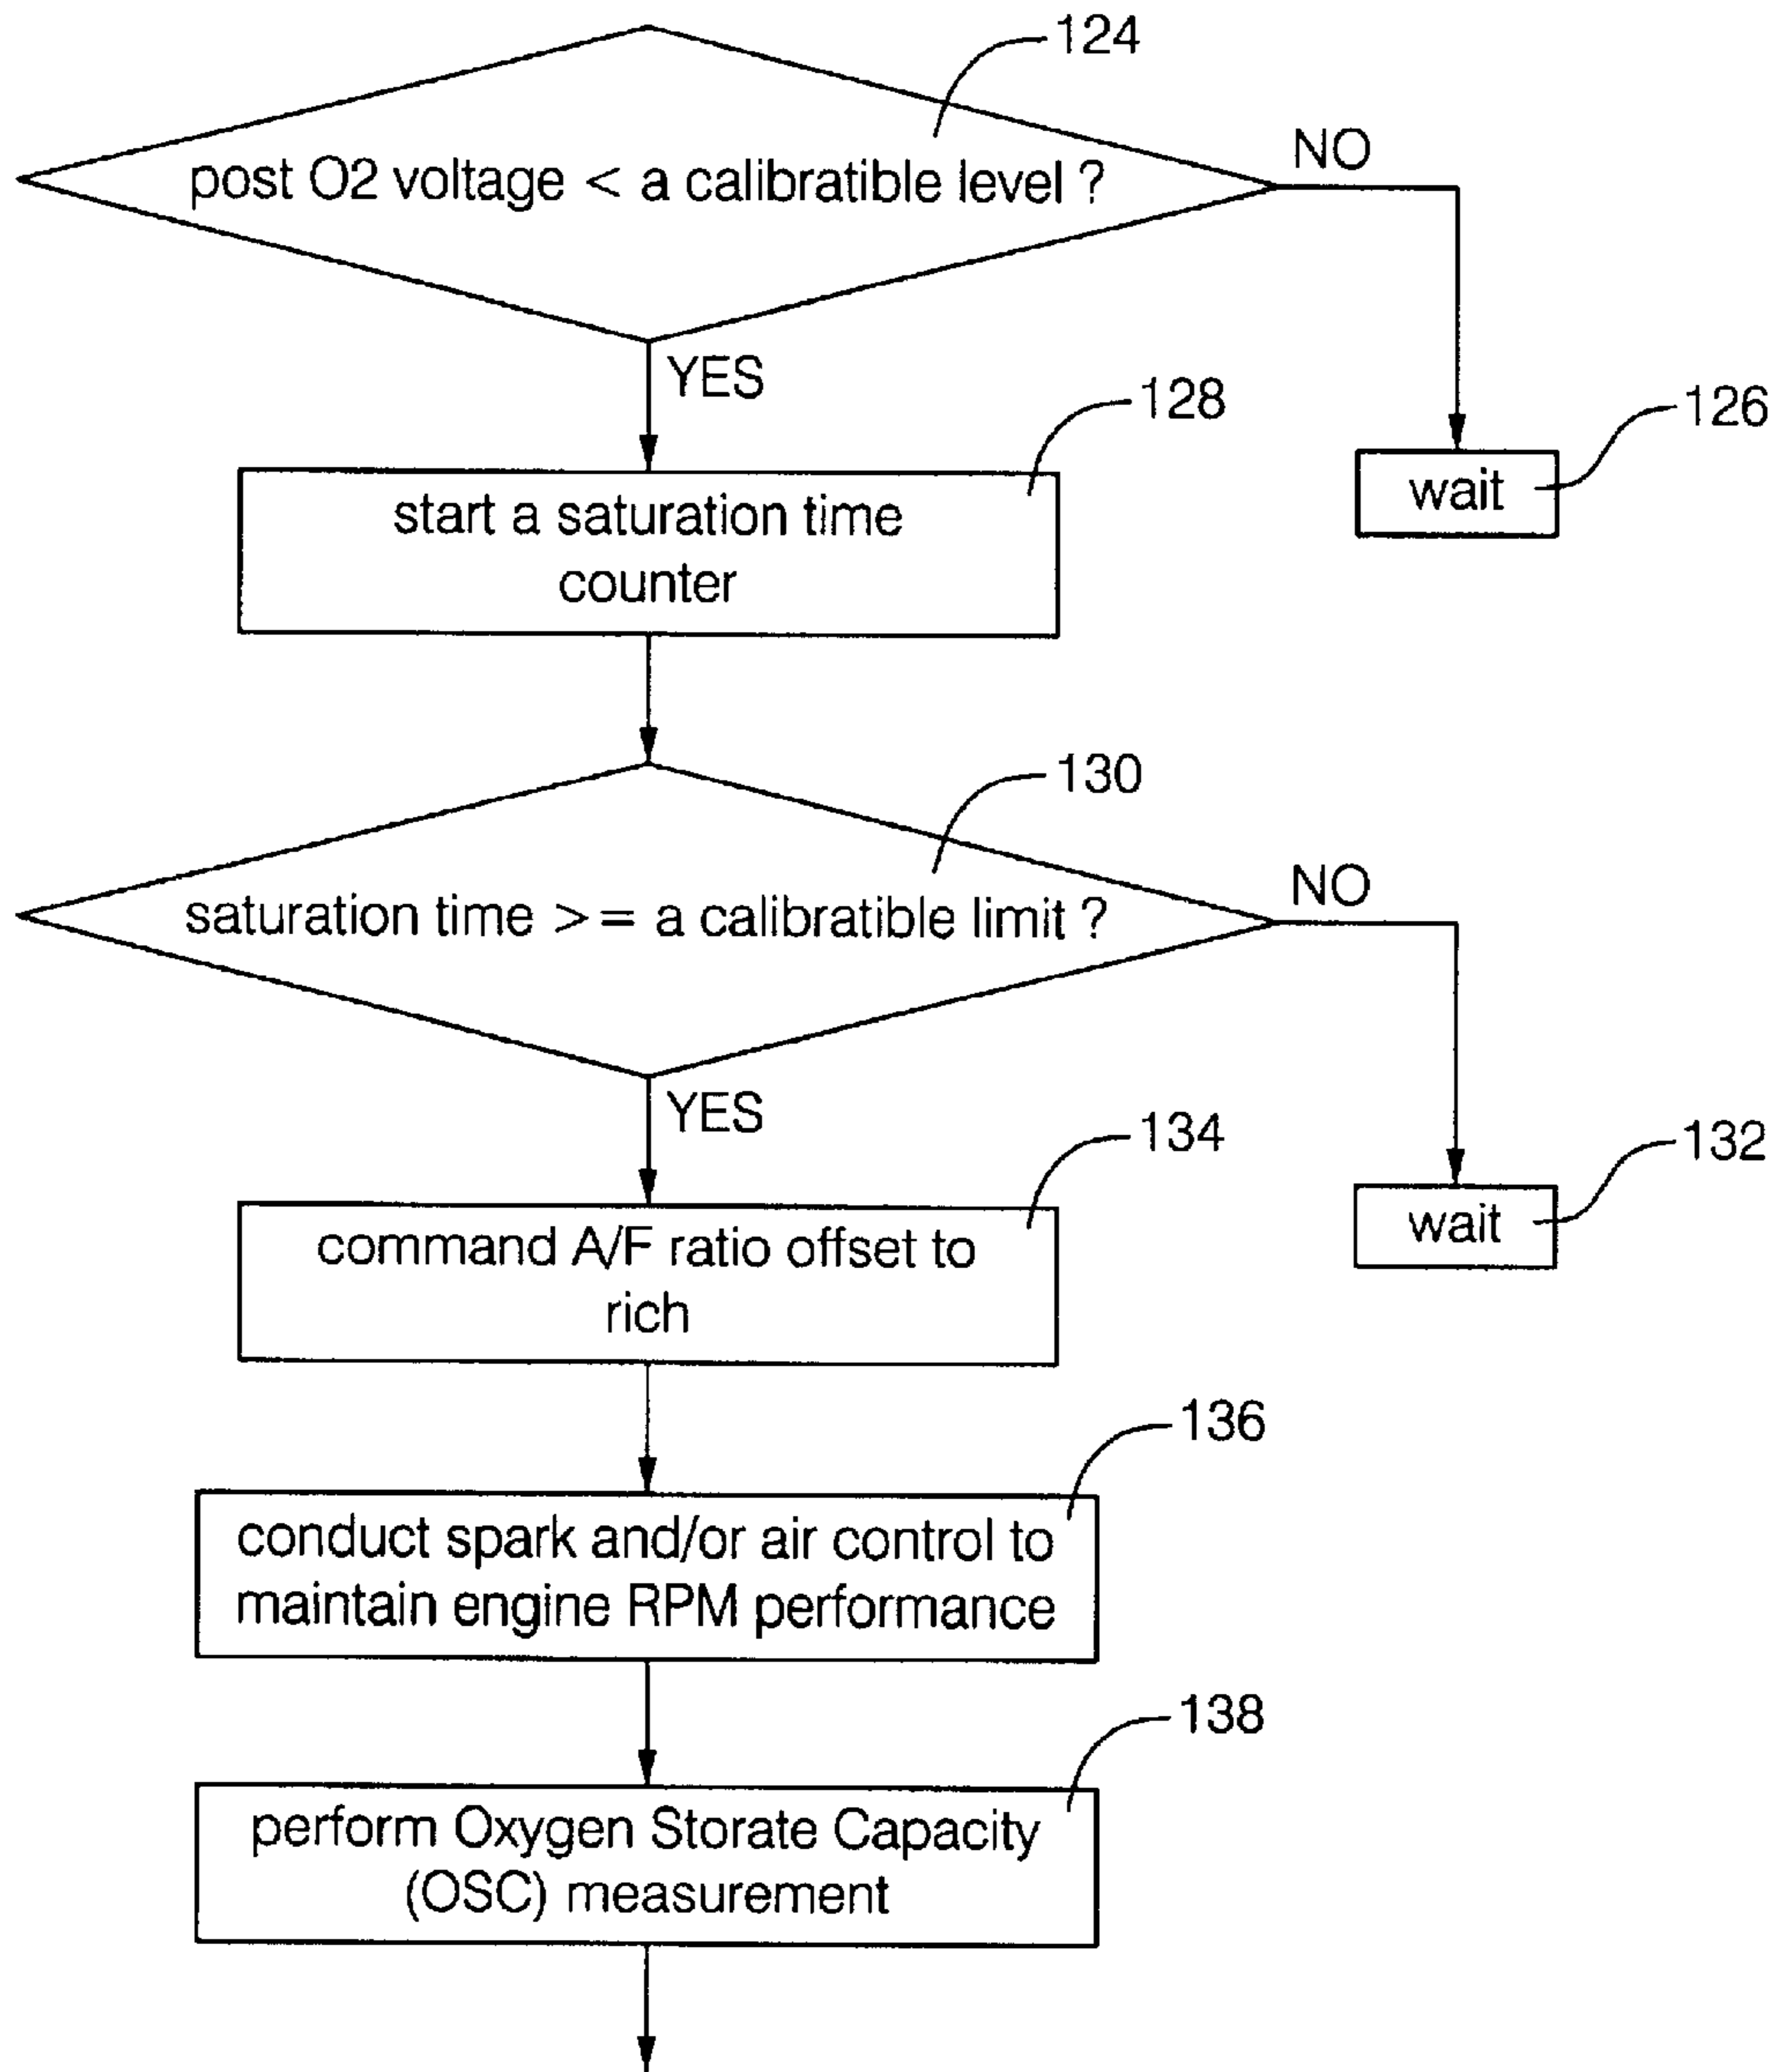 124
post O2 voltage < a calibratible level ?
NO
YES
128
126
start a saturation time
counter
wait
130
saturation time >= a calibratible limit ?
NO
YES
134
132
command A/F ratio offset to
rich
wait
136
conduct spark and/or air control to
maintain engine RPM performance
138
perform Oxygen Storate Capacity
(OSC) measurement